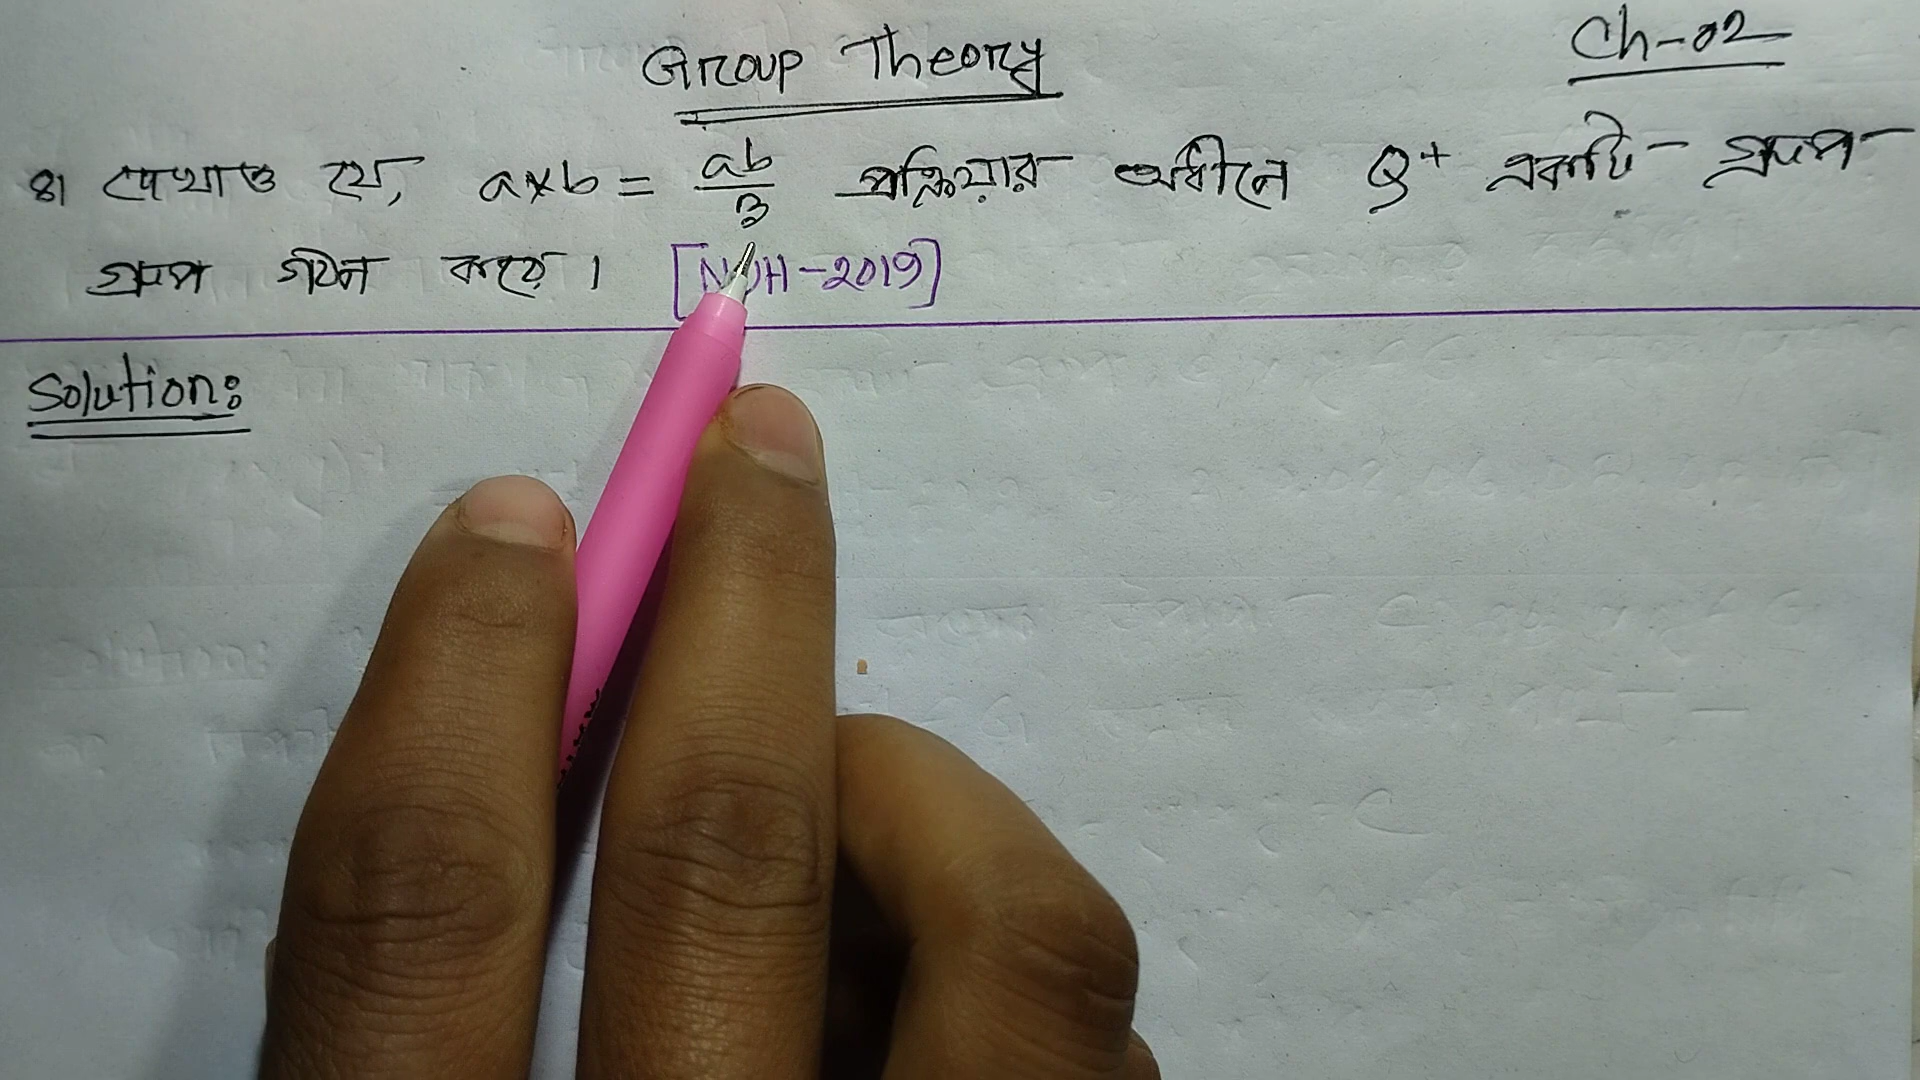 Group Theory
Ch-02
৪। দেখাও যে, a*b = ab/3 প্রক্রিয়ার অধীনে Q+ একটি গ্রুপ
গ্রুপ গঠন করে। [NUH-2019]
Solution: